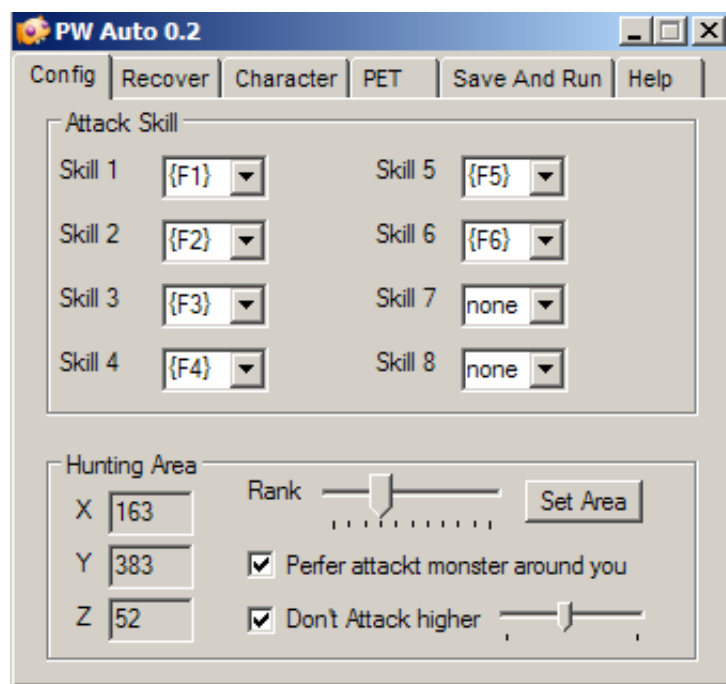 PW Auto 0.2
Config Recover Character PET Save And Run Help
Attack Skill
Skill 1 {F1} Skill 5 {F5}
Skill 2 {F2} Skill 6 {F6}
Skill 3 {F3} Skill 7 none
Skill 4 {F4} Skill 8 none
Hunting Area
X 163 Rank Set Area
Y 383 Perfer attackt monster around you
Z 52 Don't Attack higher